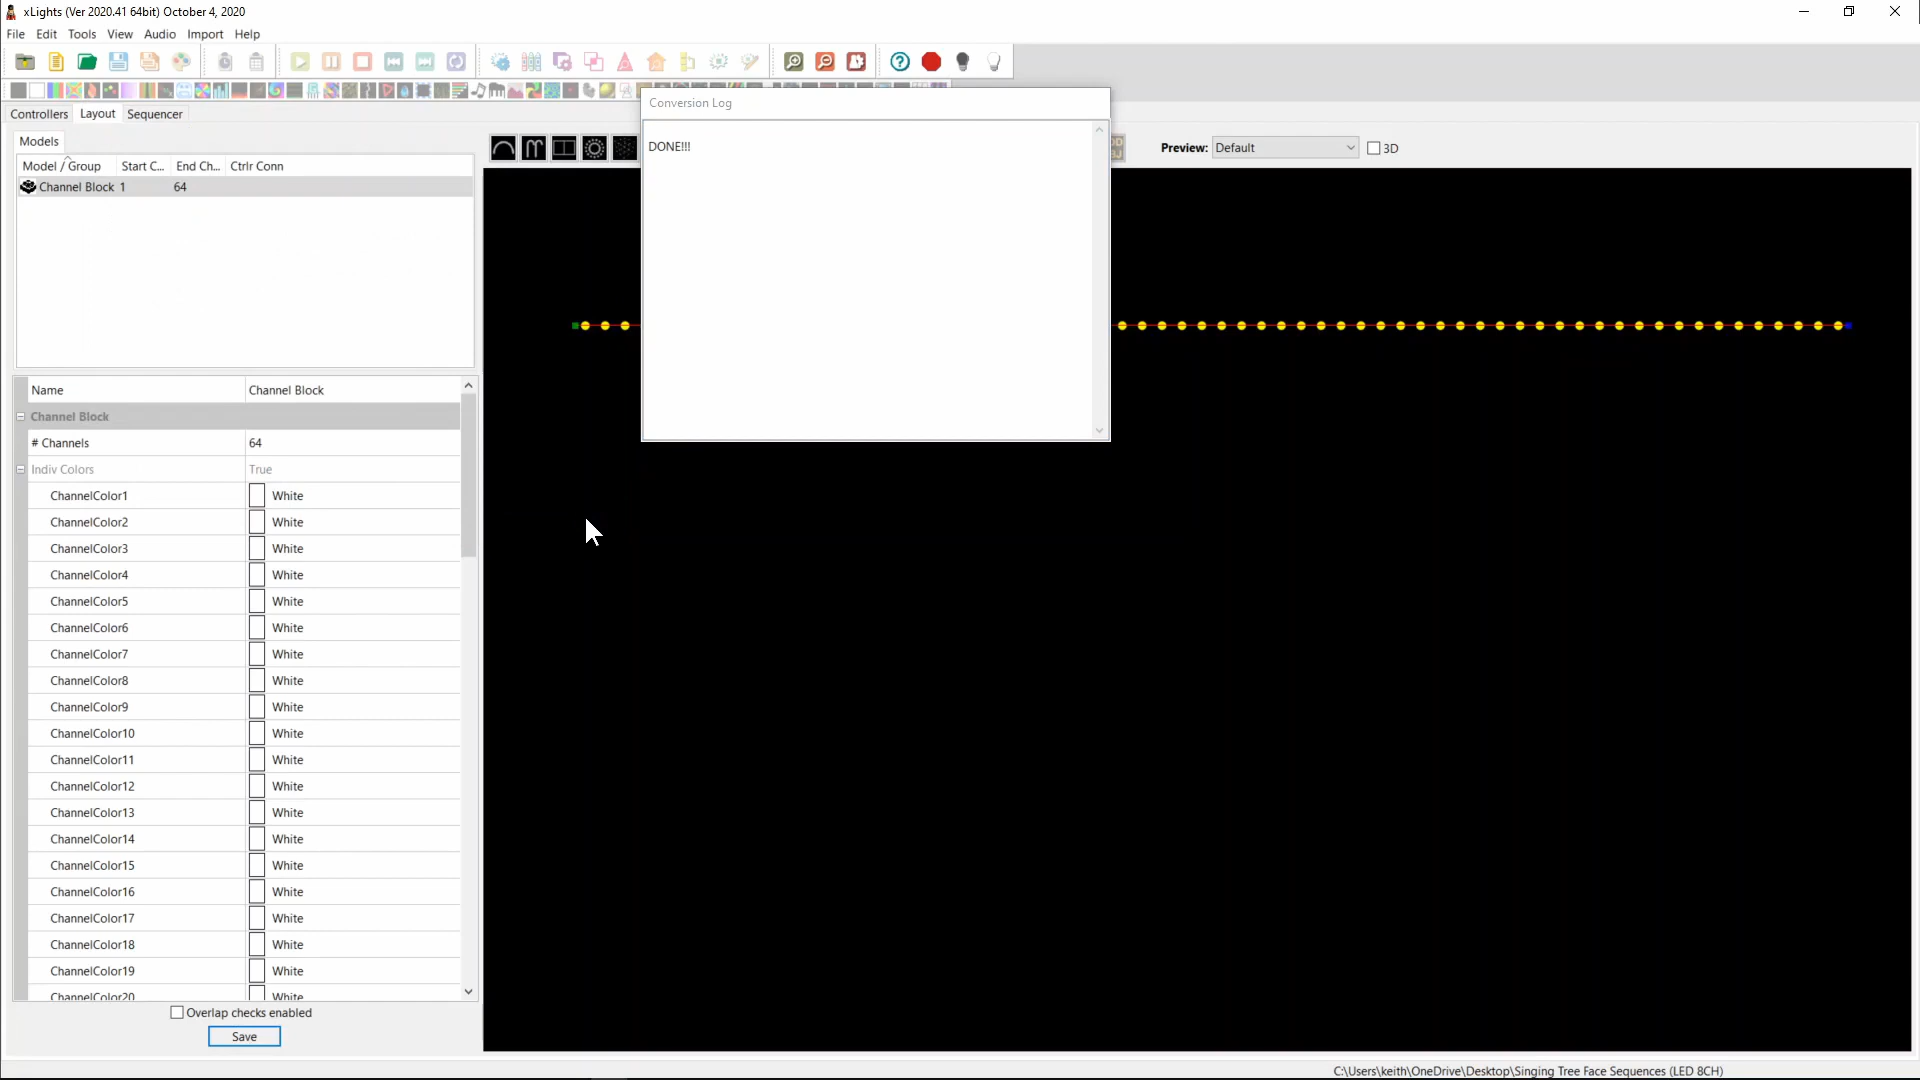 xLights (Ver 2020.41 64bit) October 4, 2020
File Edit Tools View Audio Import Help
Controllers Layout Sequencer
Conversion Log
DONE!!!
Preview: Default 3D
Models
Model / Group Start C... End Ch... Ctrlr Conn
Channel Block 1 64
Name Channel Block
Channel Block
# Channels 64
Indiv Colors True
ChannelColor1 White
ChannelColor2 White
ChannelColor3 White
ChannelColor4 White
ChannelColor5 White
ChannelColor6 White
ChannelColor7 White
ChannelColor8 White
ChannelColor9 White
ChannelColor10 White
ChannelColor11 White
ChannelColor12 White
ChannelColor13 White
ChannelColor14 White
ChannelColor15 White
ChannelColor16 White
ChannelColor17 White
ChannelColor18 White
ChannelColor19 White
ChannelColor20 White
Overlap checks enabled
Save
C:\Users\keith\OneDrive\Desktop\Singing Tree Face Sequences (LED 8CH)